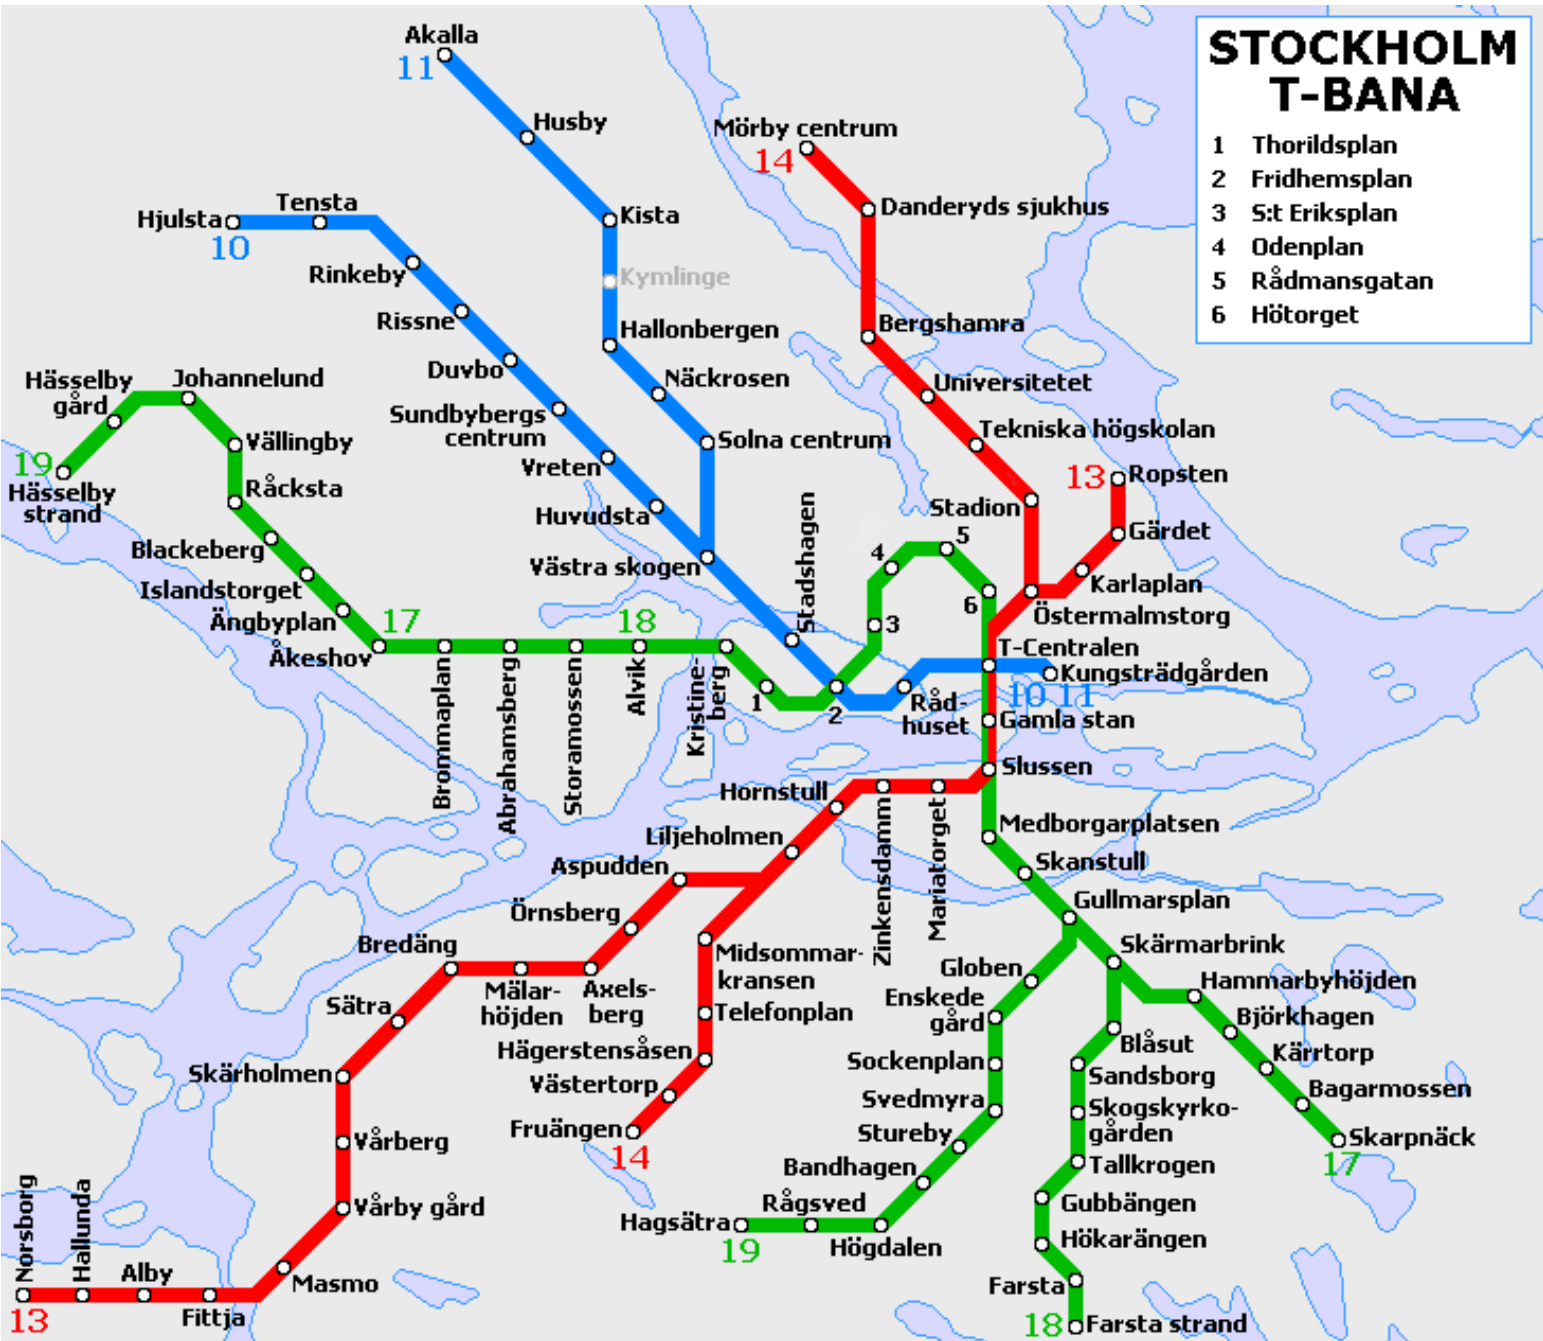 STOCKHOLM
T-BANA
1 Thorildsplan
2 Fridhemsplan
3 S:t Eriksplan
4 Odenplan
5 Rådmansgatan
6 Hötorget
Akalla
11
Husby
Kista
Kymlinge
Hallonbergen
Näckrosen
Solna centrum
Mörby centrum
14
Danderyds sjukhus
Bergshamra
Universitetet
Tekniska högskolan
Stadion
13
Ropsten
Gärdet
Karlaplan
Östermalmstorg
Hjulsta
10
Tensta
Rinkeby
Rissne
Duvbo
Sundbybergs
centrum
Vreten
Huvudsta
Västra skogen
Stadshagen
Hässelby
gård
Johannelund
Vällingby
Råcksta
19
Hässelby
strand
Blackeberg
Islandstorget
Ängbyplan
Åkeshov
17
Brommaplan
Abrahamsberg
Storamossen
18
Alvik
Kristine-
berg
1
2
3
4
5
6
Råd-
huset
T-Centralen
Kungsträdgården
10 11
Gamla stan
Slussen
Medborgarplatsen
Skanstull
Gullmarsplan
Skärmarbrink
Hammarbyhöjden
Björkhagen
Kärrtorp
Bagarmossen
Skarpnäck
17
Hornstull
Zinkensdamm
Mariatorget
Liljeholmen
Aspudden
Örnsberg
Axels-
berg
Mälar-
höjden
Bredäng
Sätra
Skärholmen
Vårberg
Vårby gård
Masmo
Fittja
Alby
Hallunda
Norsborg
13
Midsommar-
kransen
Telefonplan
Hägerstensåsen
Västertorp
Fruängen
14
Globen
Enskede
gård
Sockenplan
Svedmyra
Stureby
Bandhagen
Högdalen
Rågsved
Hagsätra
19
Blåsut
Sandsborg
Skogskyrko-
gården
Tallkrogen
Gubbängen
Hökarängen
Farsta
18
Farsta strand